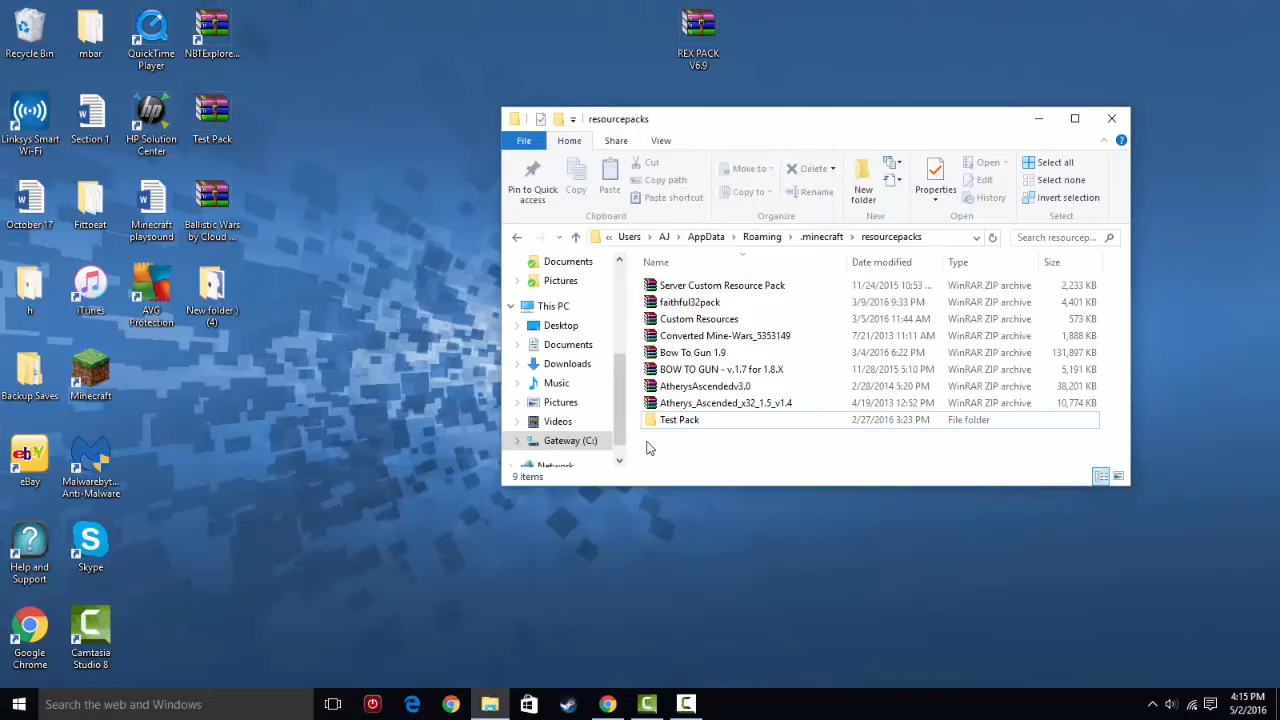 Recycle Bin
mbar
QuickTime Player
NBTExplore...
REX PACK V6.9
Linksys Smart Wi-Fi
Section 1
HP Solution Center
Test Pack
October 17
Fittoeat
Minecraft playsound
Ballistic Wars by Cloud ...
h
iTunes
AVG Protection
New folder (4)
Backup Saves
Minecraft
eBay
Malwarebyt... Anti-Malware
Help and Support
Skype
Google Chrome
Camtasia Studio 8
resourcepacks
File Home Share View
Pin to Quick access
Copy
Paste
Cut
Copy path
Paste shortcut
Clipboard
Move to
Copy to
Delete
Rename
Organize
New folder
New
Properties
Open
Edit
History
Open
Select all
Select none
Invert selection
Select
« Users AJ AppData Roaming .minecraft resourcepacks
Search resourcep...
Documents
Pictures
This PC
Desktop
Documents
Downloads
Music
Pictures
Videos
Gateway (C:)
Network
Name Date modified Type Size
Server Custom Resource Pack 11/24/2015 10:53 ... WinRAR ZIP archive 2,233 KB
faithful32pack 3/9/2016 9:33 PM WinRAR ZIP archive 4,401 KB
Custom Resources 3/5/2016 11:44 AM WinRAR ZIP archive 573 KB
Converted Mine-Wars_5353149 7/21/2013 11:11 AM WinRAR ZIP archive 1,888 KB
Bow To Gun 1.9 3/4/2016 6:22 PM WinRAR ZIP archive 131,897 KB
BOW TO GUN - v.1.7 for 1.8.X 11/28/2015 5:10 PM WinRAR ZIP archive 5,191 KB
AtherysAscendedv3.0 2/28/2014 5:20 PM WinRAR ZIP archive 38,201 KB
Atherys_Ascended_x32_1.5_v1.4 4/19/2013 12:52 PM WinRAR ZIP archive 10,774 KB
Test Pack 2/27/2016 3:23 PM File folder
9 items
Search the web and Windows
4:15 PM
5/2/2016